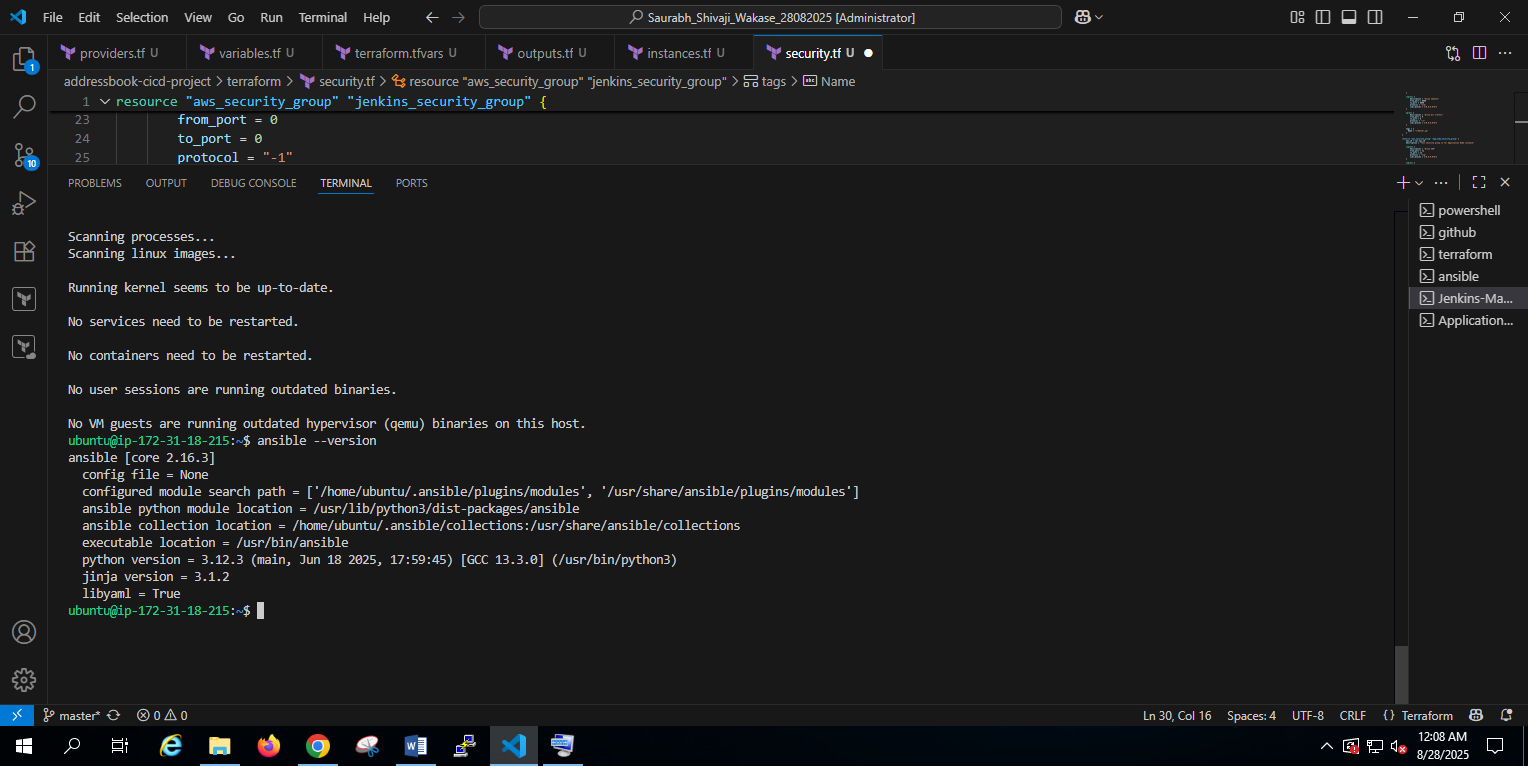 File Edit Selection View Go Run Terminal Help
Saurabh_Shivaji_Wakase_28082025 [Administrator]
providers.tf U
variables.tf U
terraform.tfvars U
outputs.tf U
instances.tf U
security.tf U
addressbook-cicd-project > terraform > security.tf > resource "aws_security_group" "jenkins_security_group" > tags > Name
1 resource "aws_security_group" "jenkins_security_group" {
23 from_port = 0
24 to_port = 0
25 protocol = "-1"
1
10
PROBLEMS OUTPUT DEBUG CONSOLE TERMINAL PORTS
powershell
github
terraform
ansible
Jenkins-Ma...
Application...
Scanning processes...
Scanning linux images...
Running kernel seems to be up-to-date.
No services need to be restarted.
No containers need to be restarted.
No user sessions are running outdated binaries.
No VM guests are running outdated hypervisor (qemu) binaries on this host.
ubuntu@ip-172-31-18-215:~$ ansible --version
ansible [core 2.16.3]
config file = None
configured module search path = ['/home/ubuntu/.ansible/plugins/modules', '/usr/share/ansible/plugins/modules']
ansible python module location = /usr/lib/python3/dist-packages/ansible
ansible collection location = /home/ubuntu/.ansible/collections:/usr/share/ansible/collections
executable location = /usr/bin/ansible
python version = 3.12.3 (main, Jun 18 2025, 17:59:45) [GCC 13.3.0] (/usr/bin/python3)
jinja version = 3.1.2
libyaml = True
ubuntu@ip-172-31-18-215:~$
master* 0 0
Ln 30, Col 16 Spaces: 4 UTF-8 CRLF {} Terraform
12:08 AM
8/28/2025